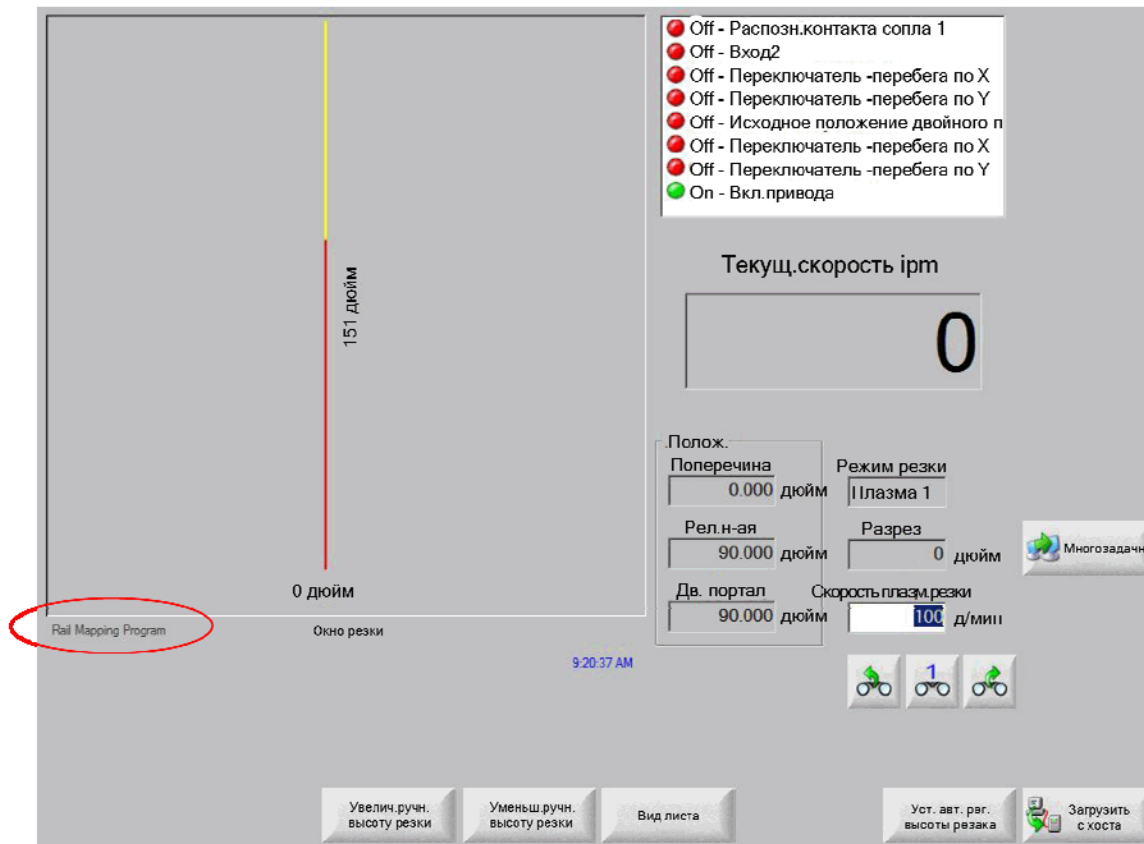 Off - Распозн.контакта сопла 1
Off - Вход2
Off - Переключатель -перебега по X
Off - Переключатель -перебега по Y
Off - Исходное положение двойного п
Off - Переключатель -перебега по X
Off - Переключатель -перебега по Y
On - Вкл.привода
151 дюйм
0 дюйм
Rail Mapping Program
Окно резки
9:20:37 AM
Текущ.скорость ipm
0
Полож.
Поперечина
0.000 дюйм
Режим резки
Плазма 1
Рел.н-ая
90.000 дюйм
Разрез
0 дюйм
Дв. портал
90.000 дюйм
Скорость плазм.резки
100 д/мин
Многозадачн
1
Увелич.ручн.
высоту резки
Уменьш.ручн.
высоту резки
Вид листа
Уст. авт. рег.
высоты резака
Загрузить
с хоста